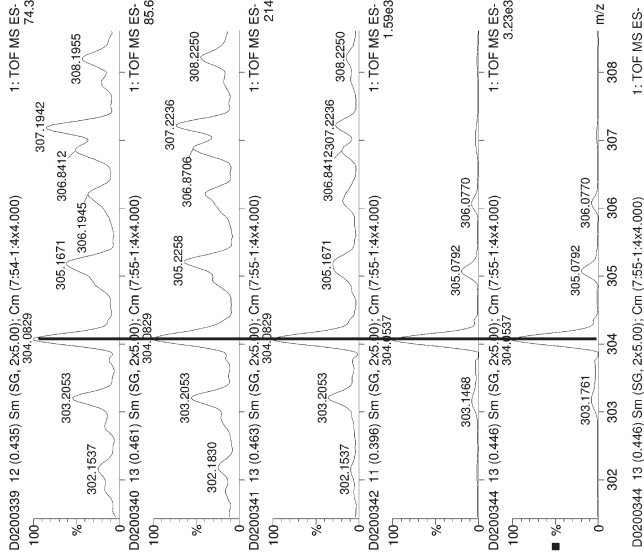 D0200339 12 (0.435) Sm (SG, 2x5.00); Cm (7:54-1:4x4.000) 1: TOF MS ES-
100 304.0829 74.3
302.1537 303.2053 305.1671 306.1945 306.8412 307.1942 308.1955
%
0
D0200340 13 (0.461) Sm (SG, 2x5.00); Cm (7:55-1:4x4.000) 1: TOF MS ES-
100 304.0829 85.6
302.1830 303.2053 305.2258 306.8706 307.2236 308.2250
%
0
D0200341 13 (0.463) Sm (SG, 2x5.00); Cm (7:55-1:4x4.000) 1: TOF MS ES-
100 304.0829 214
302.1537 303.2053 305.1671 306.8412 307.2236 308.2250
%
0
D0200342 11 (0.396) Sm (SG, 2x5.00); Cm (7:55-1:4x4.000) 1: TOF MS ES-
100 304.0537 1.59e3
303.1468 305.0792 306.0770
%
0
D0200344 13 (0.446) Sm (SG, 2x5.00); Cm (7:55-1:4x4.000) 1: TOF MS ES-
100 304.0537 3.23e3
303.1761 305.0792 306.0770
%
0 m/z
302 303 304 305 306 307 308
D0200344 13 (0.446) Sm (SG, 2x5.00); Cm (7:55-1:4x4.000) 1: TOF MS ES-